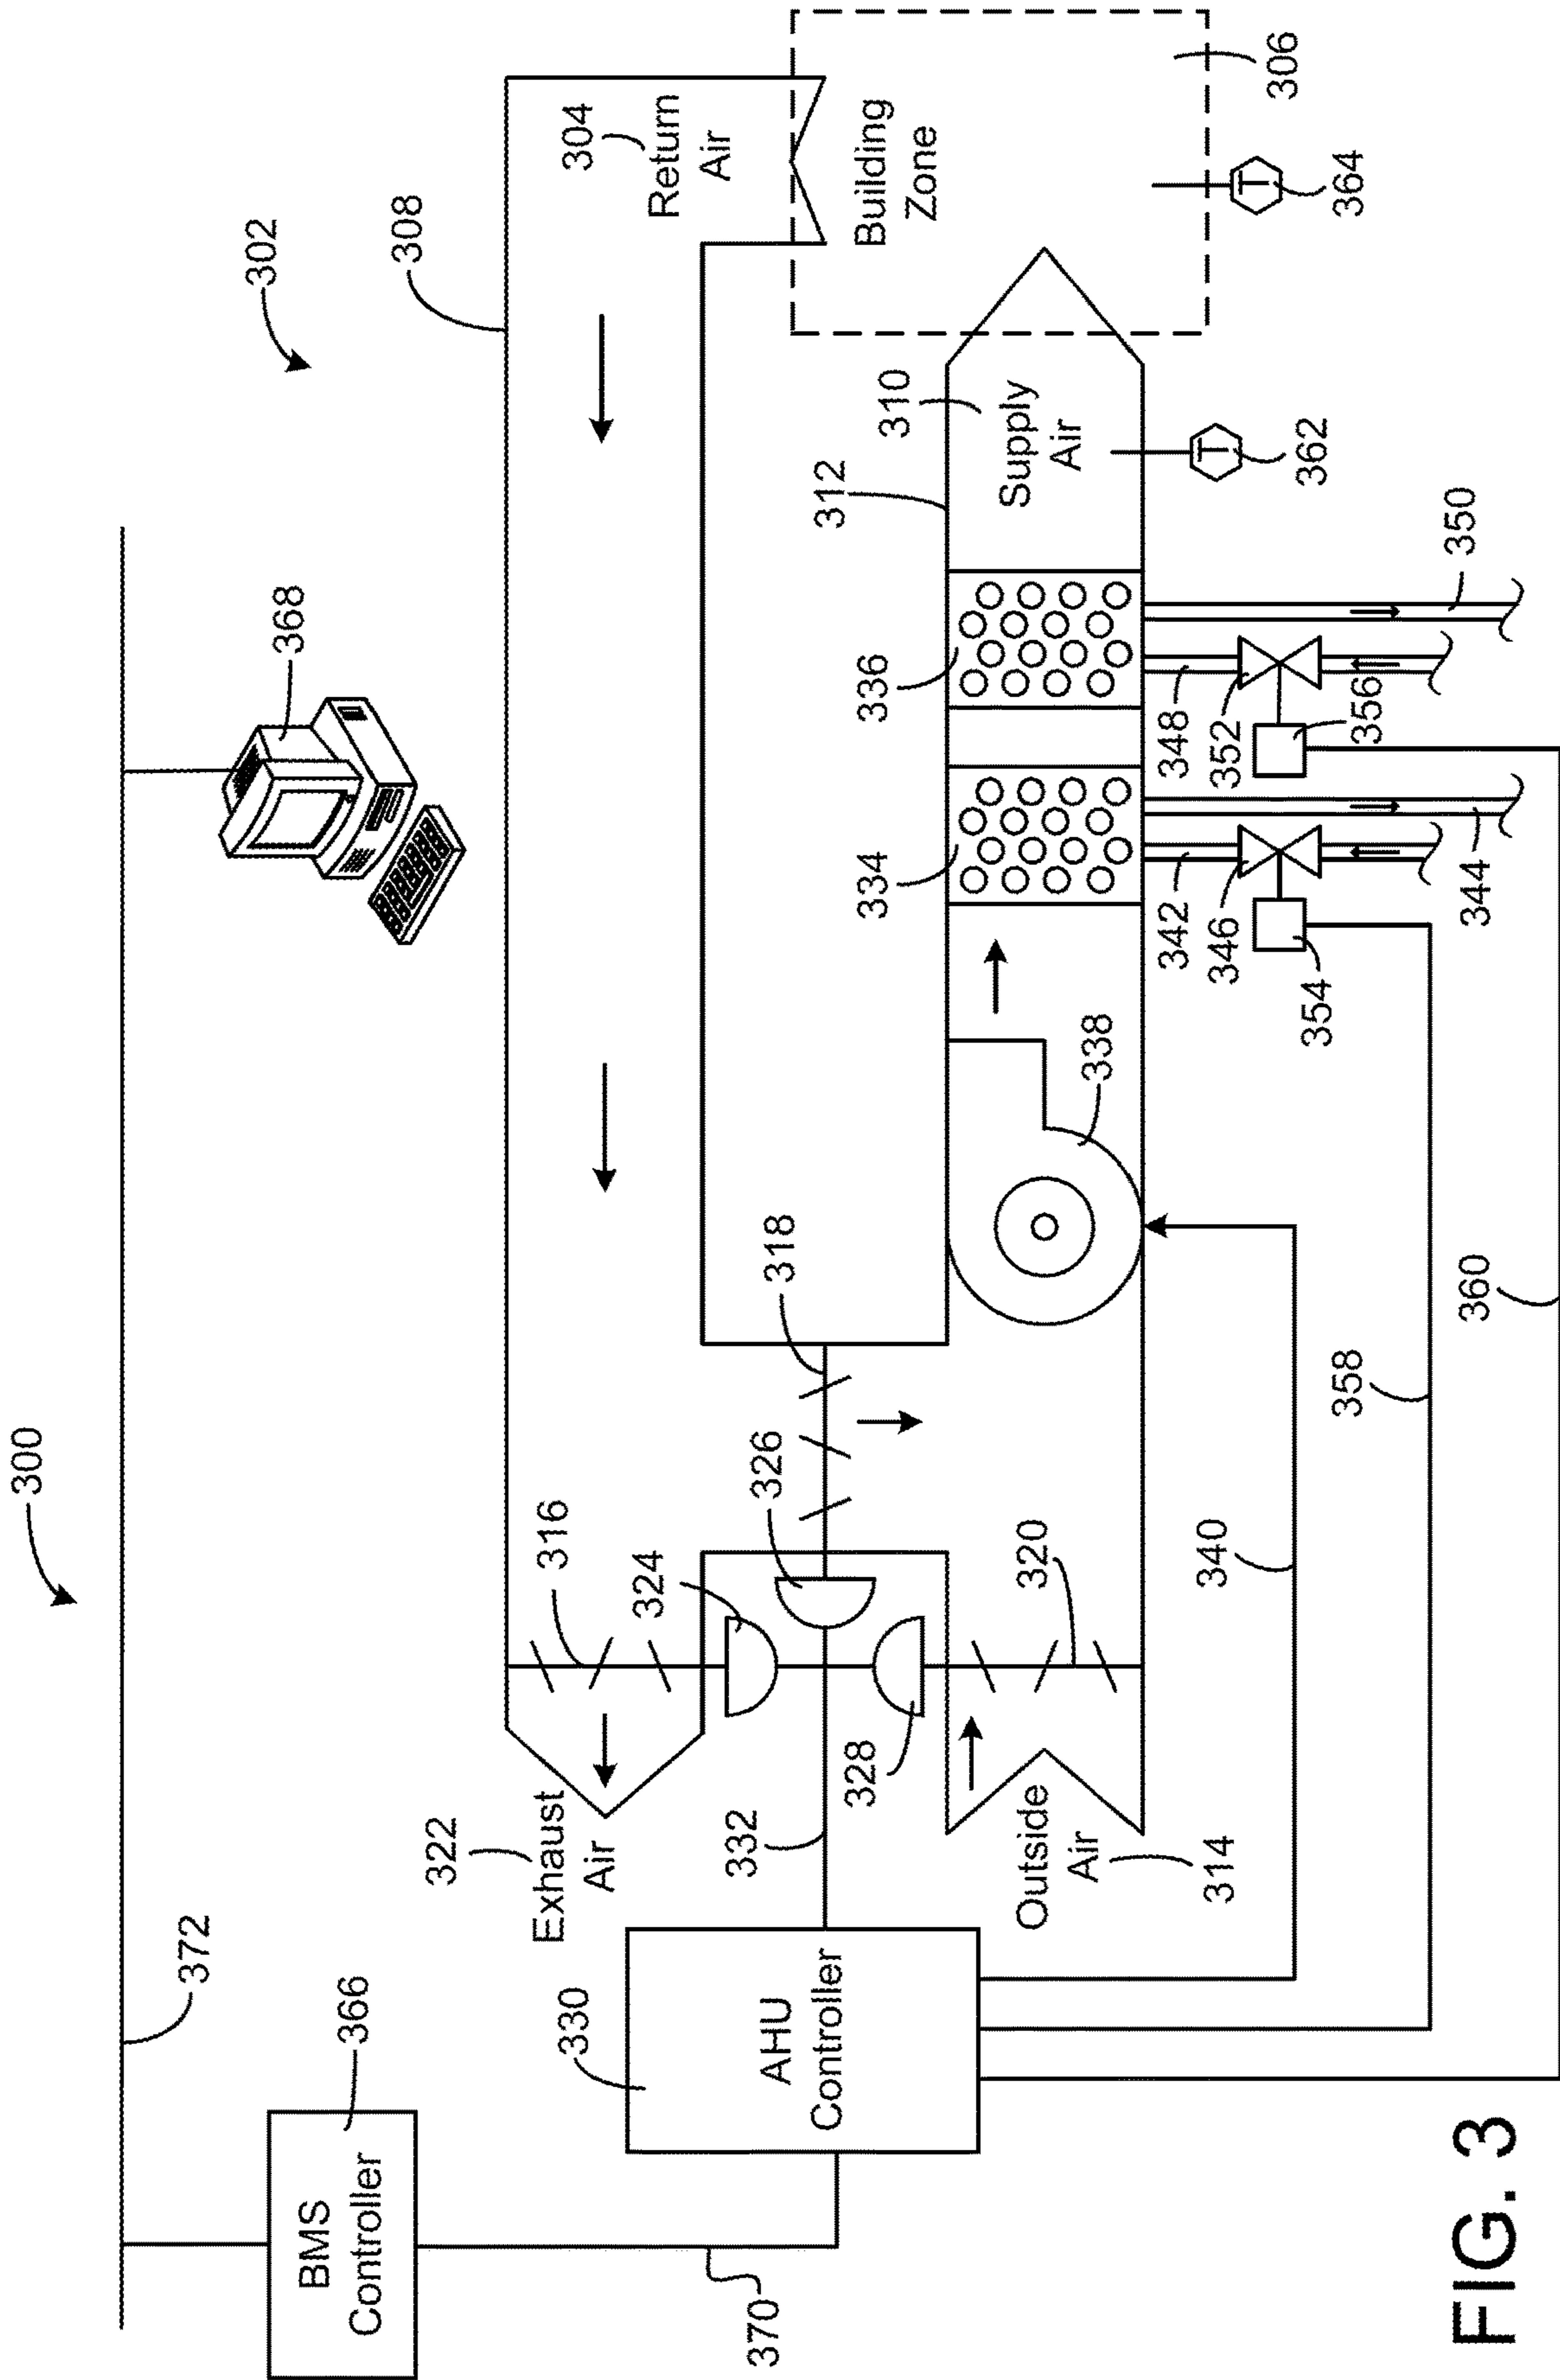 300
372
366
BMS
Controller
370
368
302
308
304
Return
Air
306
Building
Zone
364
322
Exhaust
Air
316
324
326
318
332
328
330
AHU
Controller
Outside
Air
314
320
338
334
336
312
310
Supply
Air
362
342
346
354
344
348
352
356
350
340
358
360
FIG. 3
T
T